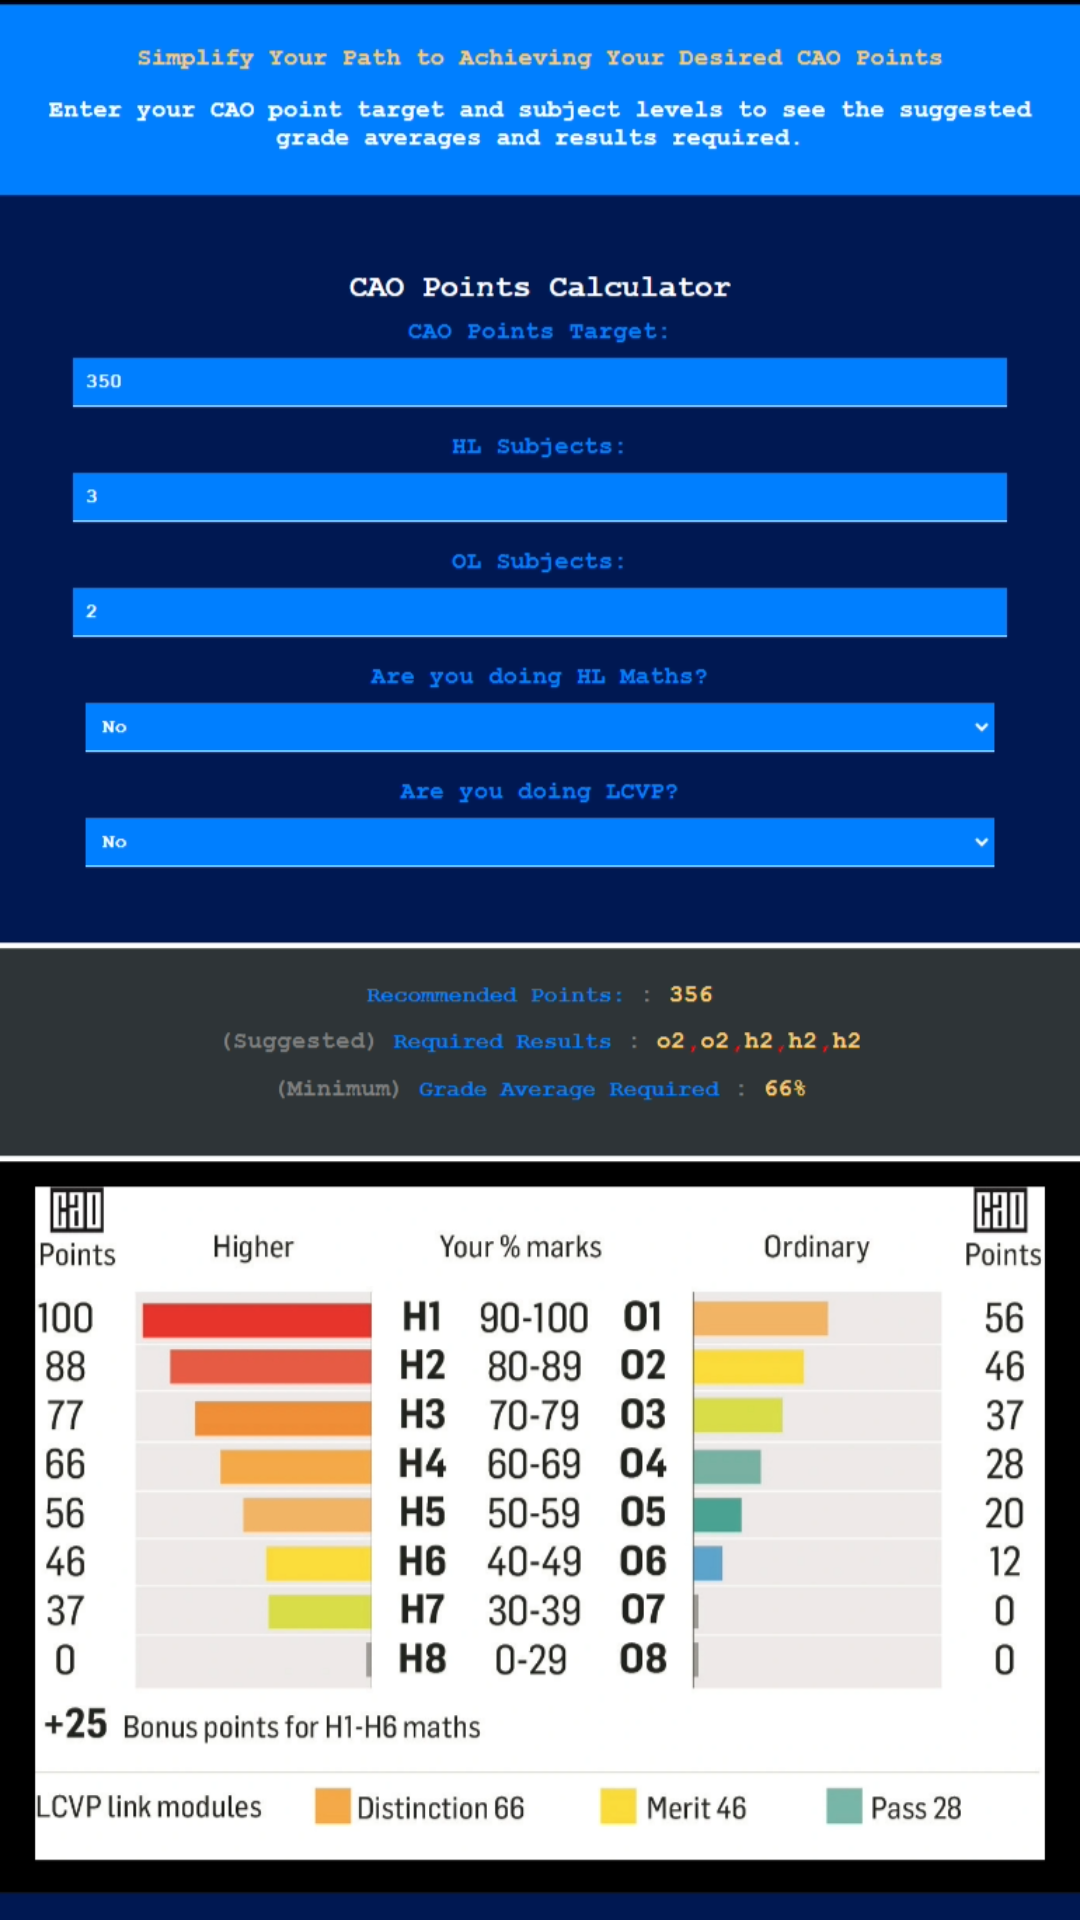 Simplify Your Path to Achieving Your Desired CAO Points
Enter your CAO point target and subject levels to see the suggested
grade averages and results required.
CAO Points Calculator
CAO Points Target:
350
HL Subjects:
3
OL Subjects:
2
Are you doing HL Maths?
No
Are you doing LCVP?
No
Recommended Points: : 356
(Suggested) Required Results : o2,o2,h2,h2,h2
(Minimum) Grade Average Required : 66%
CAO CAO
Points Higher Your % marks Ordinary Points
100 H1 90-100 O1 56
88 H2 80-89 O2 46
77 H3 70-79 O3 37
66 H4 60-69 O4 28
56 H5 50-59 O5 20
46 H6 40-49 O6 12
37 H7 30-39 O7 0
0 H8 0-29 O8 0
+25 Bonus points for H1-H6 maths
LCVP link modules Distinction 66 Merit 46 Pass 28